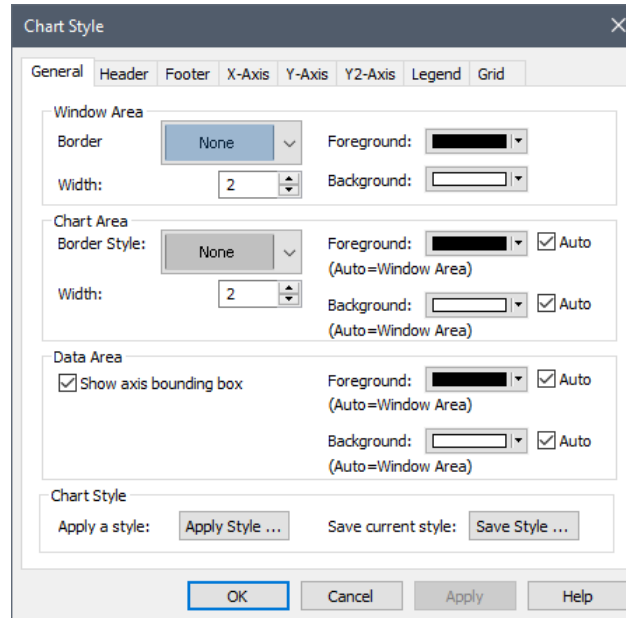 Chart Style
General Header Footer X-Axis Y-Axis Y2-Axis Legend Grid
Window Area
Border None Foreground:
Width: 2 Background:
Chart Area
Border Style: None Foreground: Auto
(Auto=Window Area)
Width: 2 Background: Auto
(Auto=Window Area)
Data Area
Show axis bounding box Foreground: Auto
(Auto=Window Area)
Background: Auto
(Auto=Window Area)
Chart Style
Apply a style: Apply Style ... Save current style: Save Style ...
OK Cancel Apply Help